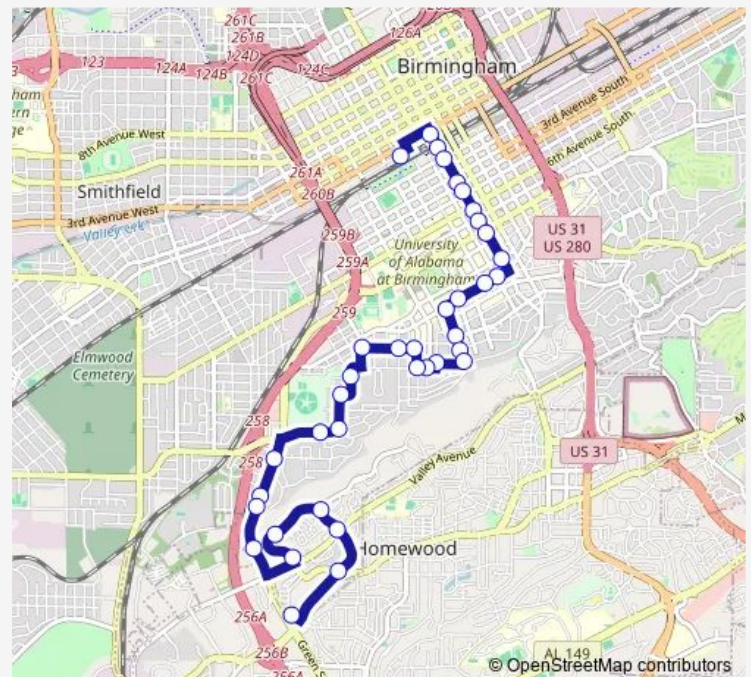 261C
261B
124D
261C
126A
123
124A
124B
124C
Birmingham
3rd Avenue South
6th Avenue South
8th Avenue West
261A
260B
Smithfield
3rd Avenue West
259B
US 31
US 280
University
of Alabama
at Birmingham
259A
259
Elmwood
Cemetery
258
258
Valley Avenue
US 31
Homewood
256A
256B
256A
AL 149
© OpenStreetMap contributors